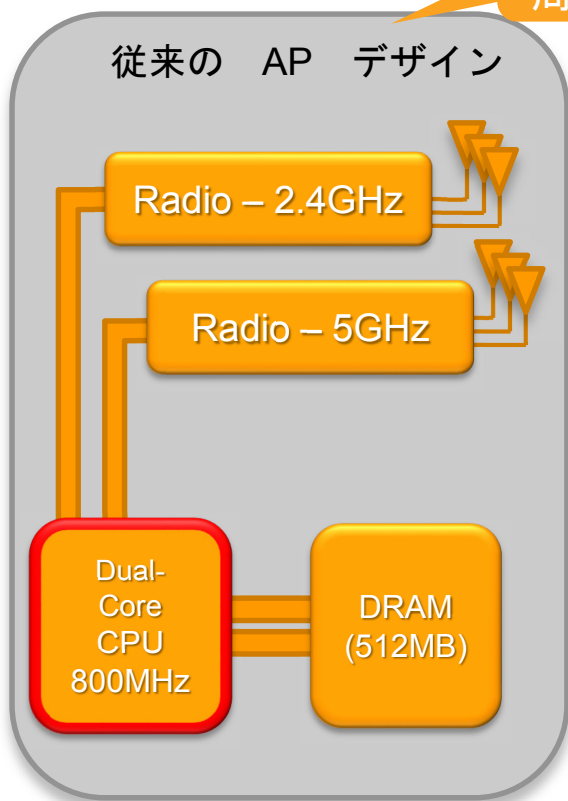 従来の AP デザイン
Radio – 2.4GHz
Radio – 5GHz
Dual-
Core
CPU
800MHz
DRAM
(512MB)